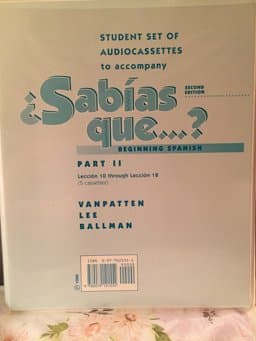 STUDENT SET OF
AUDIOCASSETTES
to accompany
SECOND
EDITION
¿Sabías
que....?
BEGINNING SPANISH
PART II
Lección 10 through Lección 18
(5 cassettes)
VANPATTEN
LEE
BALLMAN